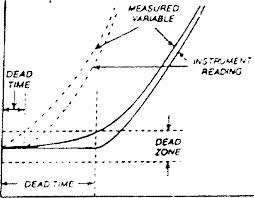 MEASURED
VARIABLE
INSTRUMENT
READING
DEAD
TIME
DEAD
ZONE
DEAD TIME